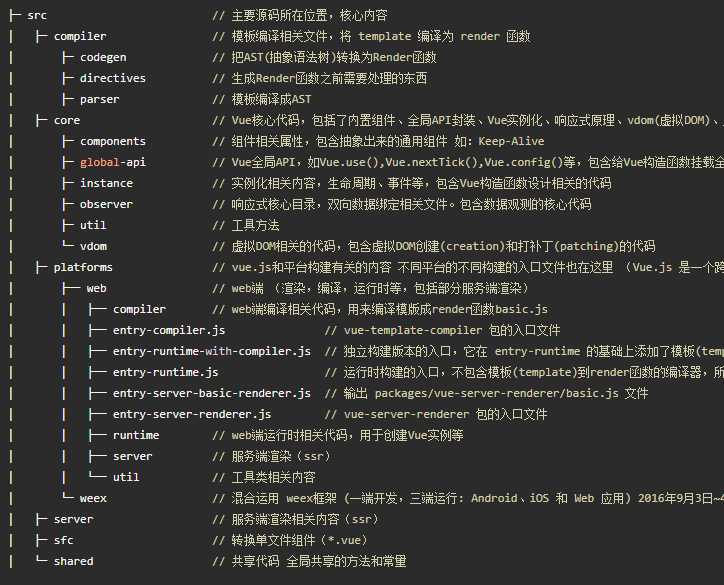 ├─ src // 主要源码所在位置，核心内容
│ ├─ compiler // 模板编译相关文件，将 template 编译为 render 函数
│ ├─ codegen // 把AST(抽象语法树)转换为Render函数
│ ├─ directives // 生成Render函数之前需要处理的东西
│ ├─ parser // 模板编译成AST
│ ├─ core // Vue核心代码，包括了内置组件、全局API封装、Vue实例化、响应式原理、vdom(虚拟DOM)、
│ ├─ components // 组件相关属性，包含抽象出来的通用组件 如：Keep-Alive
│ ├─ global-api // Vue全局API，如Vue.use(),Vue.nextTick(),Vue.config()等，包含给Vue构造函数挂载全
│ ├─ instance // 实例化相关内容，生命周期、事件等，包含Vue构造函数设计相关的代码
│ ├─ observer // 响应式核心目录，双向数据绑定相关文件。包含数据观测的核心代码
│ ├─ util // 工具方法
│ └─ vdom // 虚拟DOM相关的代码，包含虚拟DOM创建(creation)和打补丁(patching)的代码
│ ├─ platforms // vue.js和平台构建有关的内容 不同平台的不同构建的入口文件也在这里 （Vue.js 是一个跨
│ ├── web // web端 （渲染，编译，运行时等，包括部分服务端渲染）
│ │ ├── compiler // web端编译相关代码，用来编译模版成render函数basic.js
│ │ ├── entry-compiler.js // vue-template-compiler 包的入口文件
│ │ ├── entry-runtime-with-compiler.js // 独立构建版本的入口，它在 entry-runtime 的基础上添加了模板(temp
│ │ ├── entry-runtime.js // 运行时构建的入口，不包含模板(template)到render函数的编译器，所
│ │ ├── entry-server-basic-renderer.js // 输出 packages/vue-server-renderer/basic.js 文件
│ │ ├── entry-server-renderer.js // vue-server-renderer 包的入口文件
│ │ ├── runtime // web端运行时相关代码，用于创建Vue实例等
│ │ ├── server // 服务端渲染（ssr）
│ │ └── util // 工具类相关内容
│ └─ weex // 混合运用 weex框架 (一端开发，三端运行: Android、iOS 和 Web 应用) 2016年9月3日~4
│ ├─ server // 服务端渲染相关内容（ssr）
│ ├─ sfc // 转换单文件组件（*.vue）
│ └─ shared // 共享代码 全局共享的方法和常量